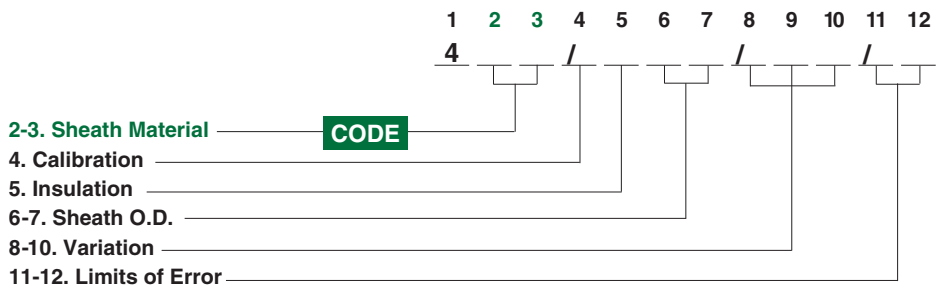 1 2 3 4 5 6 7 8 9 10 11 12
4 / / /
2-3. Sheath Material CODE
4. Calibration
5. Insulation
6-7. Sheath O.D.
8-10. Variation
11-12. Limits of Error